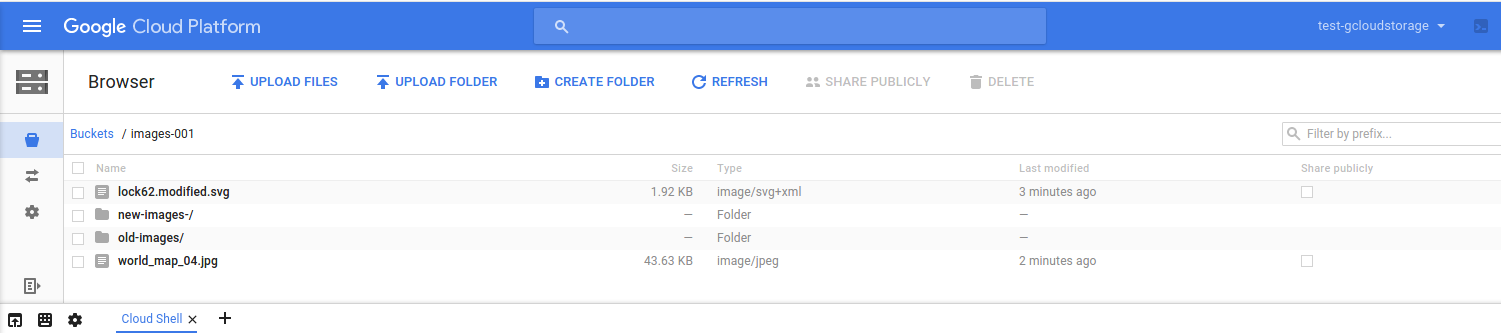 Google Cloud Platform test-gcloudstorage
Browser UPLOAD FILES UPLOAD FOLDER CREATE FOLDER REFRESH SHARE PUBLICLY DELETE
Buckets / images-001 Filter by prefix...
Name Size Type Last modified Share publicly
lock62.modified.svg 1.92 KB image/svg+xml 3 minutes ago
new-images-/ — Folder —
old-images/ — Folder —
world_map_04.jpg 43.63 KB image/jpeg 2 minutes ago
Cloud Shell